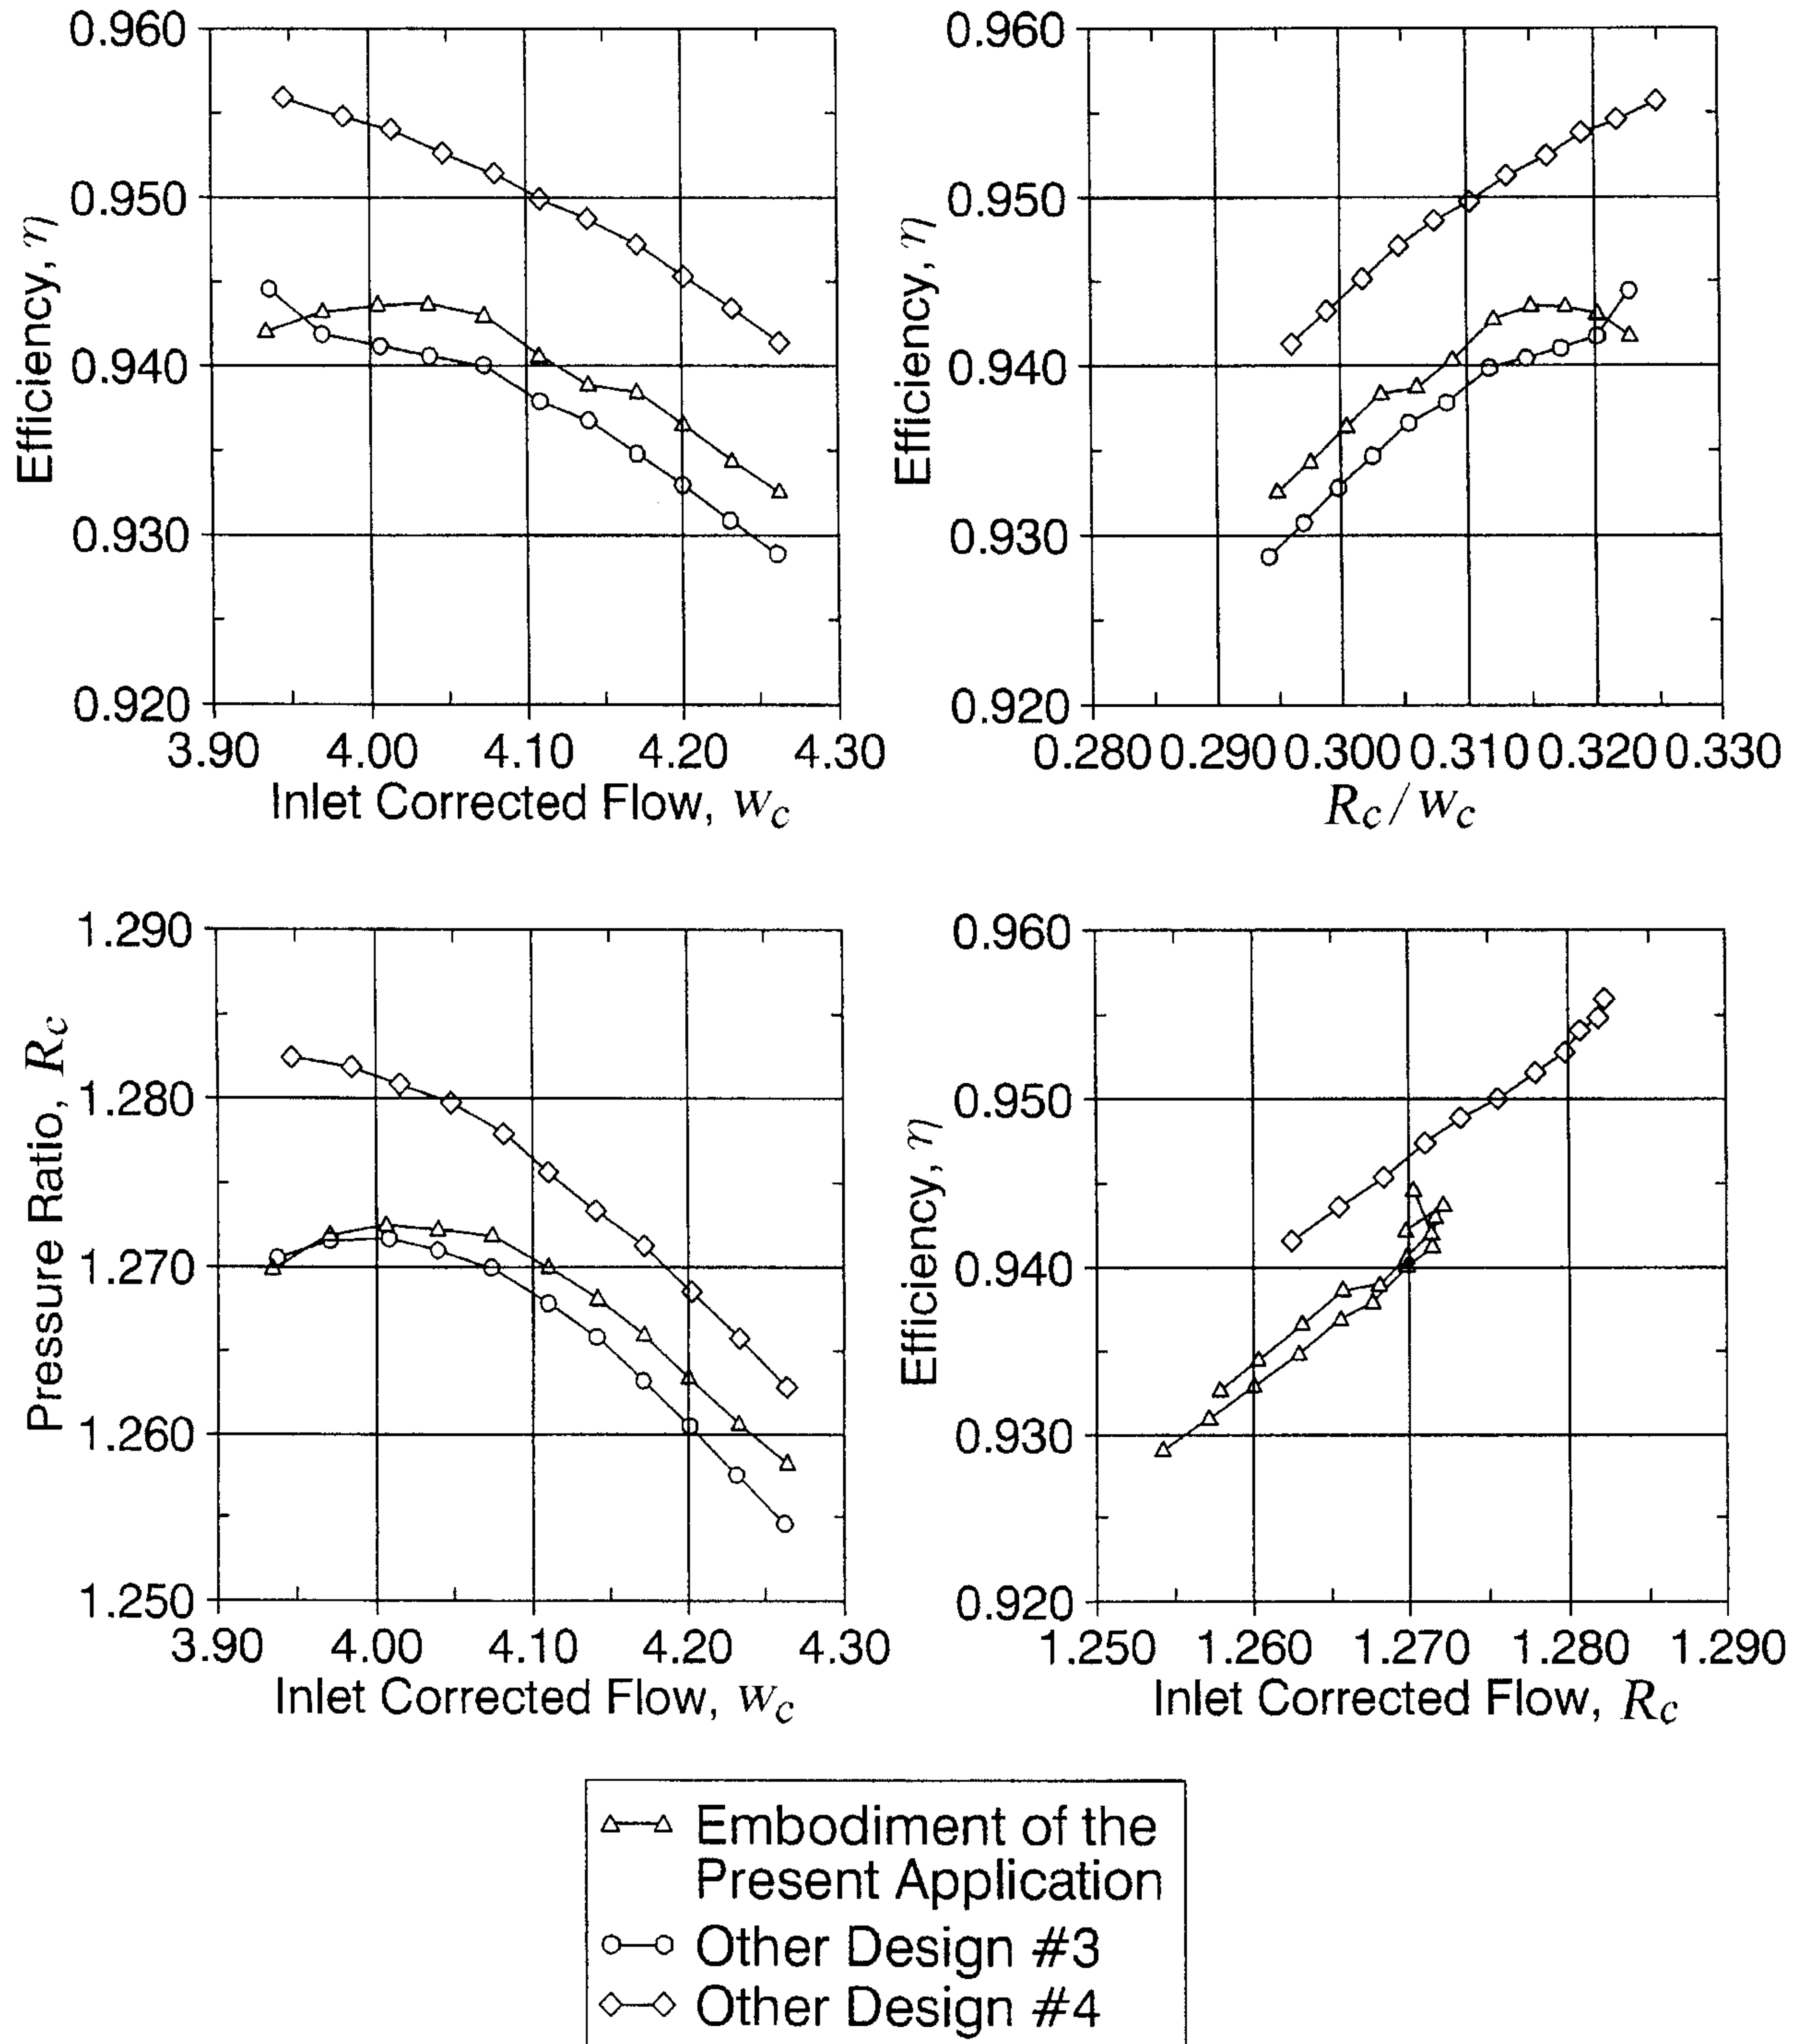 0.960
0.950
0.940
0.930
0.920
Efficiency, η
3.90 4.00 4.10 4.20 4.30
Inlet Corrected Flow, wc
0.960
0.950
0.940
0.930
0.920
Efficiency, η
0.280 0.290 0.300 0.310 0.320 0.330
Rc/wc
1.290
1.280
1.270
1.260
1.250
Pressure Ratio, Rc
3.90 4.00 4.10 4.20 4.30
Inlet Corrected Flow, wc
0.960
0.950
0.940
0.930
0.920
Efficiency, η
1.250 1.260 1.270 1.280 1.290
Inlet Corrected Flow, Rc
Embodiment of the
Present Application
Other Design #3
Other Design #4